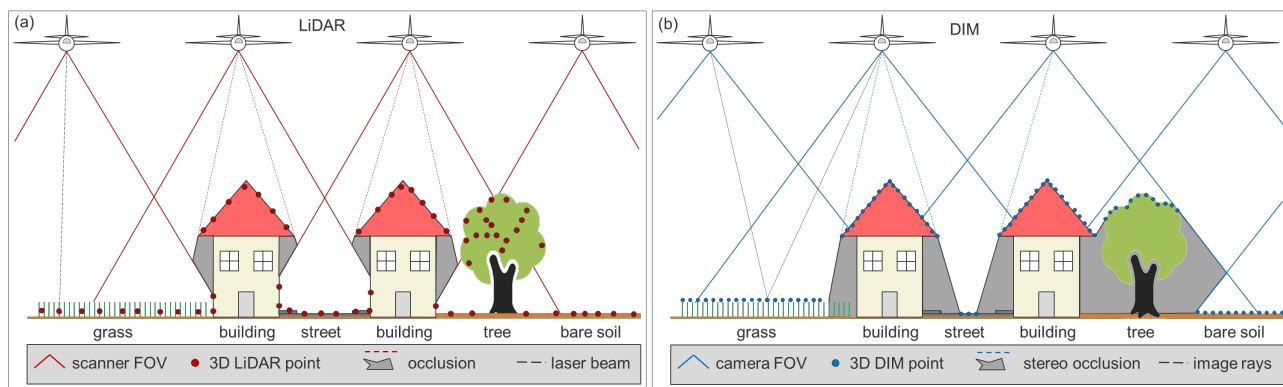 (a)
LiDAR
grass building street building tree bare soil
scanner FOV 3D LiDAR point occlusion laser beam
(b)
DIM
grass building street building tree bare soil
camera FOV 3D DIM point stereo occlusion image rays